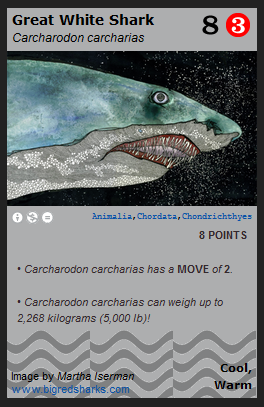 Great White Shark
8 3
Carcharodon carcharias
Animalia,Chordata,Chondrichthyes
8 POINTS
• Carcharodon carcharias has a MOVE of 2.
• Carcharodon carcharias can weigh up to
2,268 kilograms (5,000 lb)!
Cool,
Warm
Image by Martha Iserman
www.bigredsharks.com